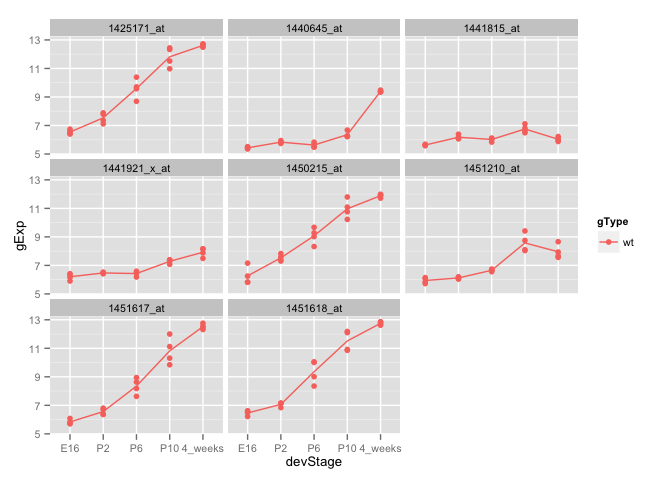 1425171_at 1440645_at 1441815_at
13
11
9
7
5
1441921_x_at 1450215_at 1451210_at
13
11
9
7
5
1451617_at 1451618_at
13
11
9
7
5
gExp
E16 P2 P6 P10 4_weeks E16 P2 P6 P10 4_weeks
devStage
gType
wt